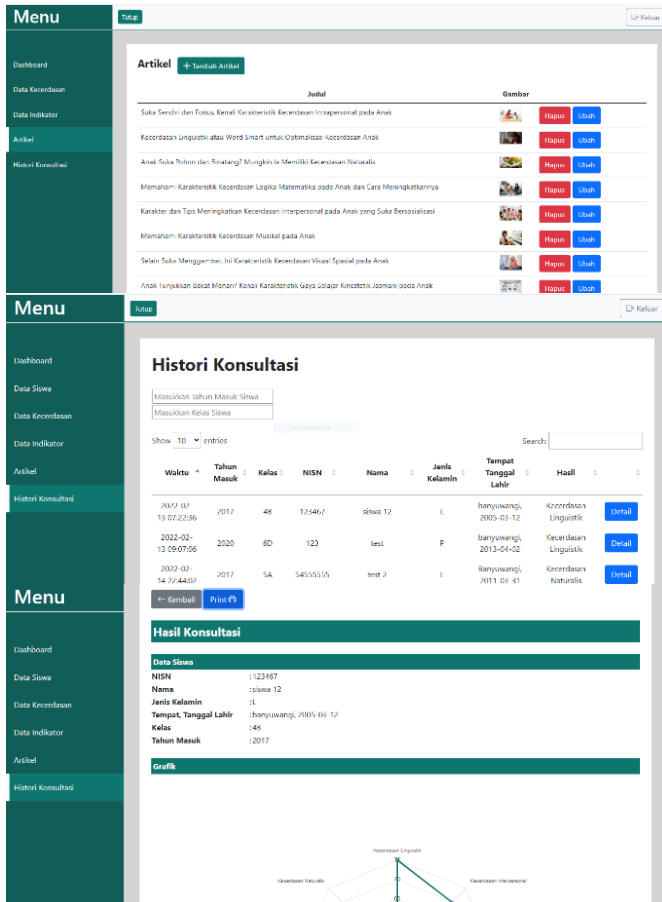 Menu
Tutup
Keluar
Dashboard
Data Kecerdasan
Data Indikator
Artikel
Histori Konsultasi
Artikel + Tambah Artikel
Judul Gambar
Suka Sendiri dan Fokus, Kenali Karakteristik Kecerdasan Intrapersonal pada Anak Hapus Ubah
Kecerdasan Linguistik atau Word Smart untuk Optimalisasi Kecerdasan Anak Hapus Ubah
Anak Suka Pohon dan Binatang? Mungkin Ia Memiliki Kecerdasan Naturalis Hapus Ubah
Memahami Karakteristik Kecerdasan Logika Matematika pada Anak dan Cara Meningkatkannya Hapus Ubah
Karakter dan Tips Meningkatkan Kecerdasan Interpersonal pada Anak yang Suka Bersosialisasi Hapus Ubah
Memahami Karakteristik Kecerdasan Musikal pada Anak Hapus Ubah
Selain Suka Menggambar, Ini Karakteristik Kecerdasan Visual Spasial pada Anak Hapus Ubah
Anak Tunjukkan Bakat Menari? Kenali Karakteristik Gaya Belajar Kinestetik Jasmani pada Anak Hapus Ubah
Menu
Tutup
Keluar
Dashboard
Data Siswa
Data Kecerdasan
Data Indikator
Artikel
Histori Konsultasi
Histori Konsultasi
Masukkan Tahun Masuk Siswa
Masukkan Kelas Siswa
Show 10 entries
Search:
Waktu Tahun Masuk Kelas NISN Nama Jenis Kelamin Tempat Tanggal Lahir Hasil
2022-02-13 07:22:36 2017 4B 123467 siswa 12 L banyuwangi, 2005-03-12 Kecerdasan Linguistik Detail
2022-02-13 09:07:06 2020 6D 123 test P banyuwangi, 2013-04-02 Kecerdasan Linguistik Detail
2022-02-14 22:44:02 2017 5A 54555555 test 2 L Banyuwangi, 2011-03-31 Kecerdasan Naturalis Detail
Menu
← Kembali
Print
Dashboard
Data Siswa
Data Kecerdasan
Data Indikator
Artikel
Histori Konsultasi
Hasil Konsultasi
Data Siswa
NISN :123467
Nama :siswa 12
Jenis Kelamin :L
Tempat, Tanggal Lahir :banyuwangi, 2005-03-12
Kelas :4B
Tahun Masuk :2017
Grafik
Kecerdasan Linguistik
Kecerdasan Naturalis
Kecerdasan Interpersonal